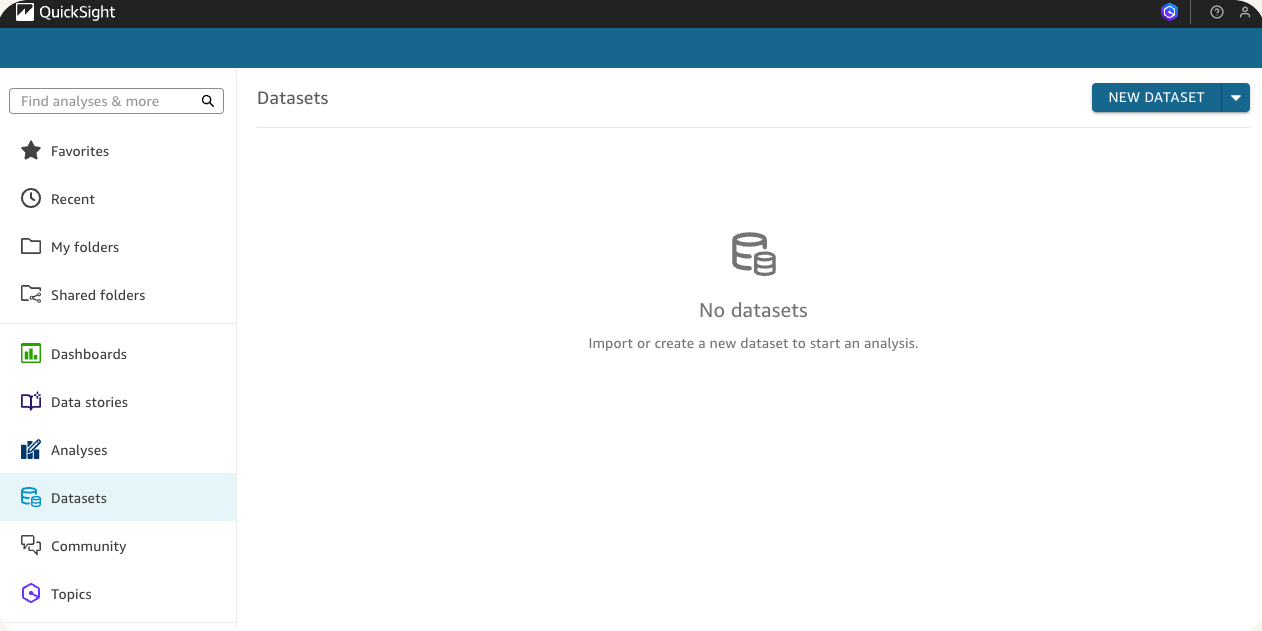 QuickSight
Find analyses & more
Favorites
Recent
My folders
Shared folders
Dashboards
Data stories
Analyses
Datasets
Community
Topics
Datasets
NEW DATASET
No datasets
Import or create a new dataset to start an analysis.